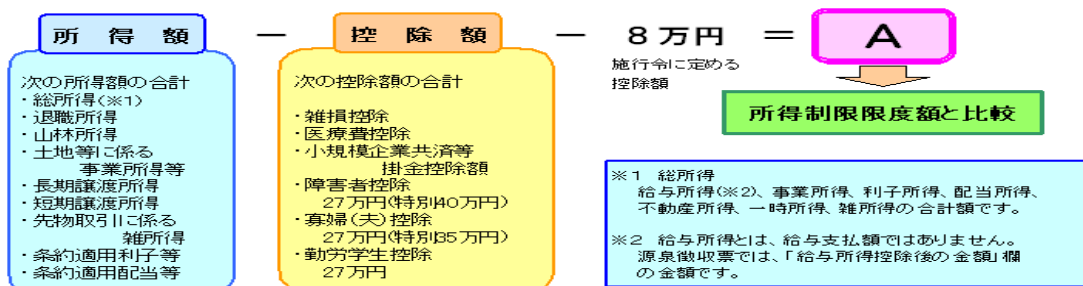 所得額 － 控除額 － 8万円 ＝ A
施行令に定める
控除額
次の所得額の合計
・総所得(※1)
・退職所得
・山林所得
・土地等に係る
事業所得等
・長期譲渡所得
・短期譲渡所得
・先物取引に係る
雑所得
・条約適用利子等
・条約適用配当等
次の控除額の合計
・雑損控除
・医療費控除
・小規模企業共済等
掛金控除額
・障害者控除
27万円(特別40万円)
・寡婦(夫)控除
27万円(特別35万円)
・勤労学生控除
27万円
所得制限限度額と比較
※1 総所得
給与所得(※2)、事業所得、利子所得、配当所得、
不動産所得、一時所得、雑所得の合計額です。
※2 給与所得とは、給与支払額ではありません。
源泉徴収票では、「給与所得控除後の金額」欄
の金額です。